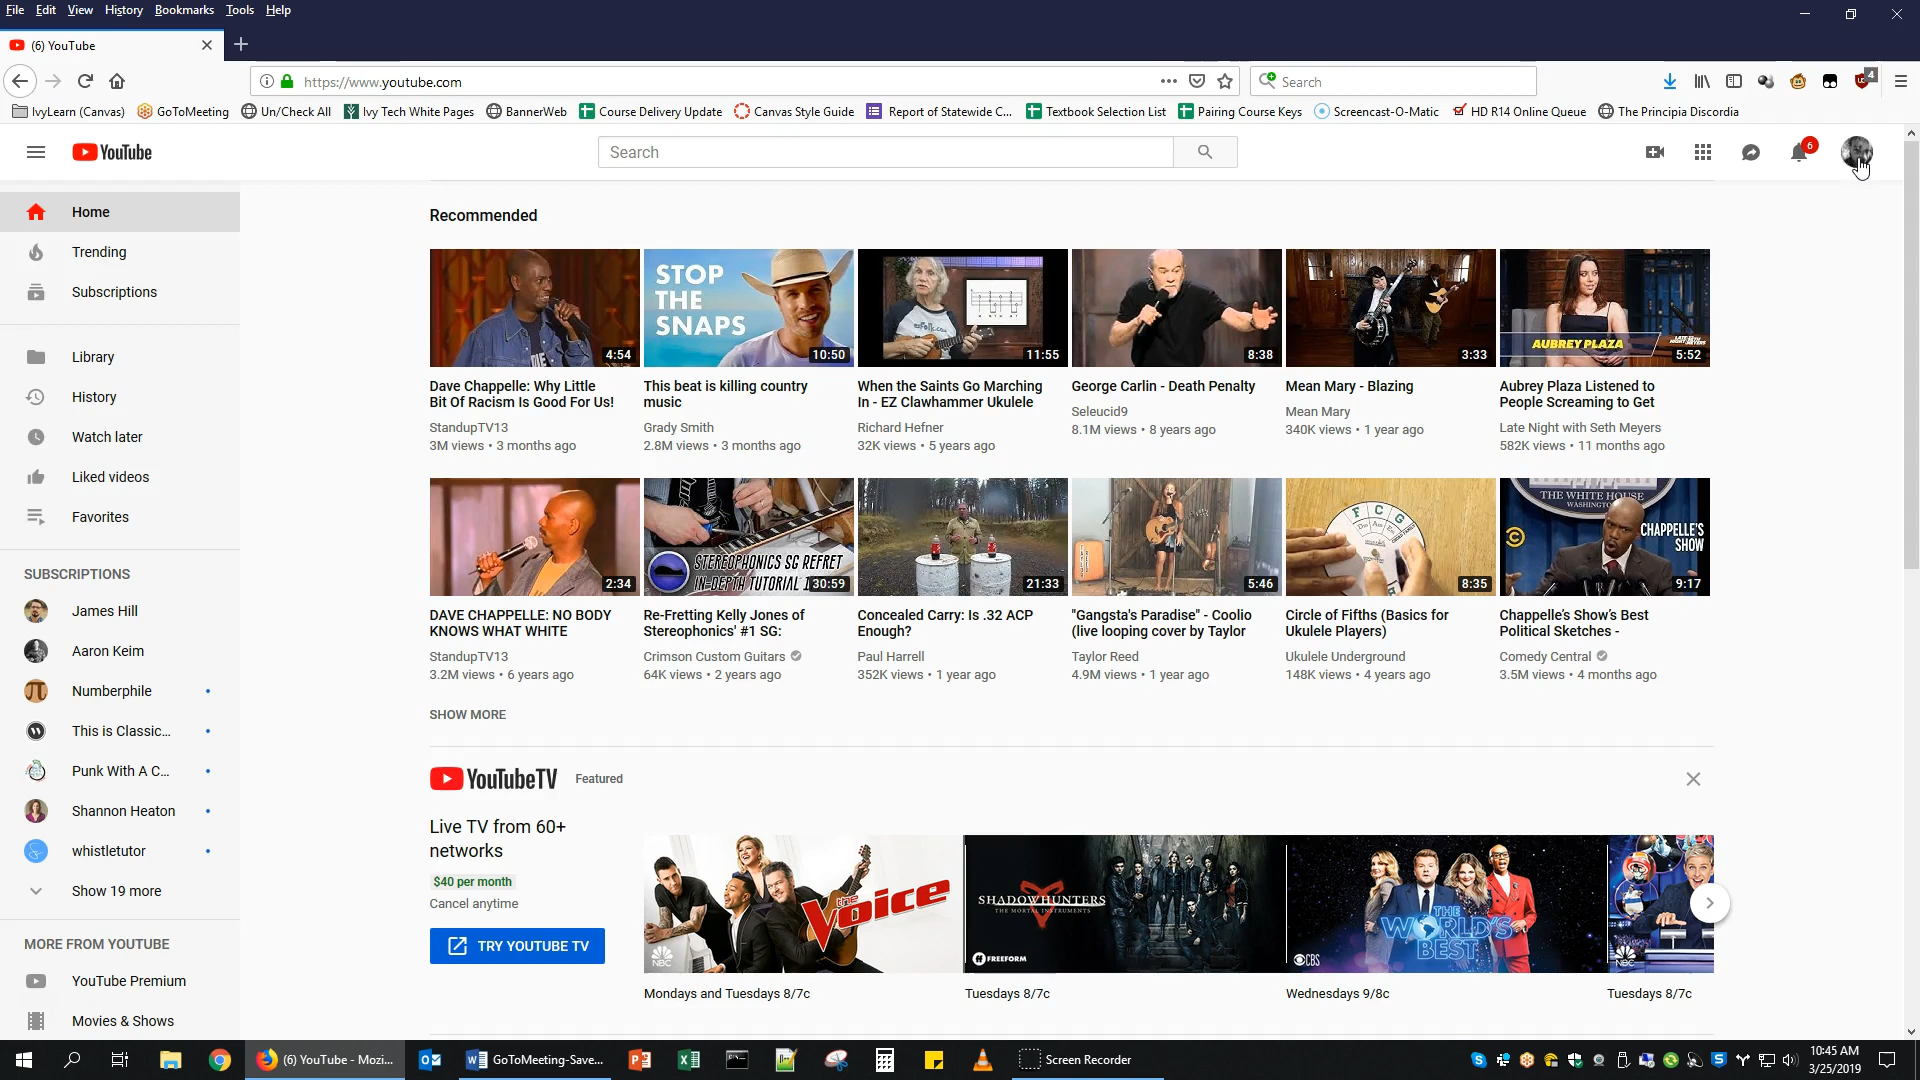 File Edit View History Bookmarks Tools Help
(6) YouTube
https://www.youtube.com
Search
4
IvyLearn (Canvas) GoToMeeting Un/Check All Ivy Tech White Pages BannerWeb Course Delivery Update Canvas Style Guide Report of Statewide C... Textbook Selection List Pairing Course Keys Screencast-O-Matic HD R14 Online Queue The Principia Discordia
YouTube
Search
6
Home
Trending
Subscriptions
Library
History
Watch later
Liked videos
Favorites
SUBSCRIPTIONS
James Hill
Aaron Keim
Numberphile
This is Classic...
Punk With A C...
Shannon Heaton
whistletutor
Show 19 more
MORE FROM YOUTUBE
YouTube Premium
Movies & Shows
Recommended
4:54
Dave Chappelle: Why Little
Bit Of Racism Is Good For Us!
StandupTV13
3M views • 3 months ago
STOP
THE
SNAPS
10:50
This beat is killing country
music
Grady Smith
2.8M views • 3 months ago
11:55
When the Saints Go Marching
In - EZ Clawhammer Ukulele
Richard Hefner
32K views • 5 years ago
8:38
George Carlin - Death Penalty
Seleucid9
8.1M views • 8 years ago
3:33
Mean Mary - Blazing
Mean Mary
340K views • 1 year ago
AUBREY PLAZA
5:52
Aubrey Plaza Listened to
People Screaming to Get
Late Night with Seth Meyers
582K views • 11 months ago
2:34
DAVE CHAPPELLE: NO BODY
KNOWS WHAT WHITE
StandupTV13
3.2M views • 6 years ago
STEREOPHONICS SG REFRET
IN-DEPTH TUTORIAL
30:59
Re-Fretting Kelly Jones of
Stereophonics' #1 SG:
Crimson Custom Guitars
64K views • 2 years ago
21:33
Concealed Carry: Is .32 ACP
Enough?
Paul Harrell
352K views • 1 year ago
5:46
"Gangsta's Paradise" - Coolio
(live looping cover by Taylor
Taylor Reed
4.9M views • 1 year ago
F C G
8:35
Circle of Fifths (Basics for
Ukulele Players)
Ukulele Underground
148K views • 4 years ago
THE WHITE HOUSE
WASHINGTON
CHAPPELLE'S
SHOW
9:17
Chappelle's Show's Best
Political Sketches -
Comedy Central
3.5M views • 4 months ago
SHOW MORE
YouTubeTV Featured
Live TV from 60+
networks
$40 per month
Cancel anytime
TRY YOUTUBE TV
the Voice
NBC
Mondays and Tuesdays 8/7c
SHADOWHUNTERS
THE MORTAL INSTRUMENTS
FREEFORM
Tuesdays 8/7c
THE
WORLD'S
BEST
CBS
Wednesdays 9/8c
NBC
Tuesdays 8/7c
(6) YouTube - Mozi... GoToMeeting-Save... Screen Recorder
10:45 AM
3/25/2019